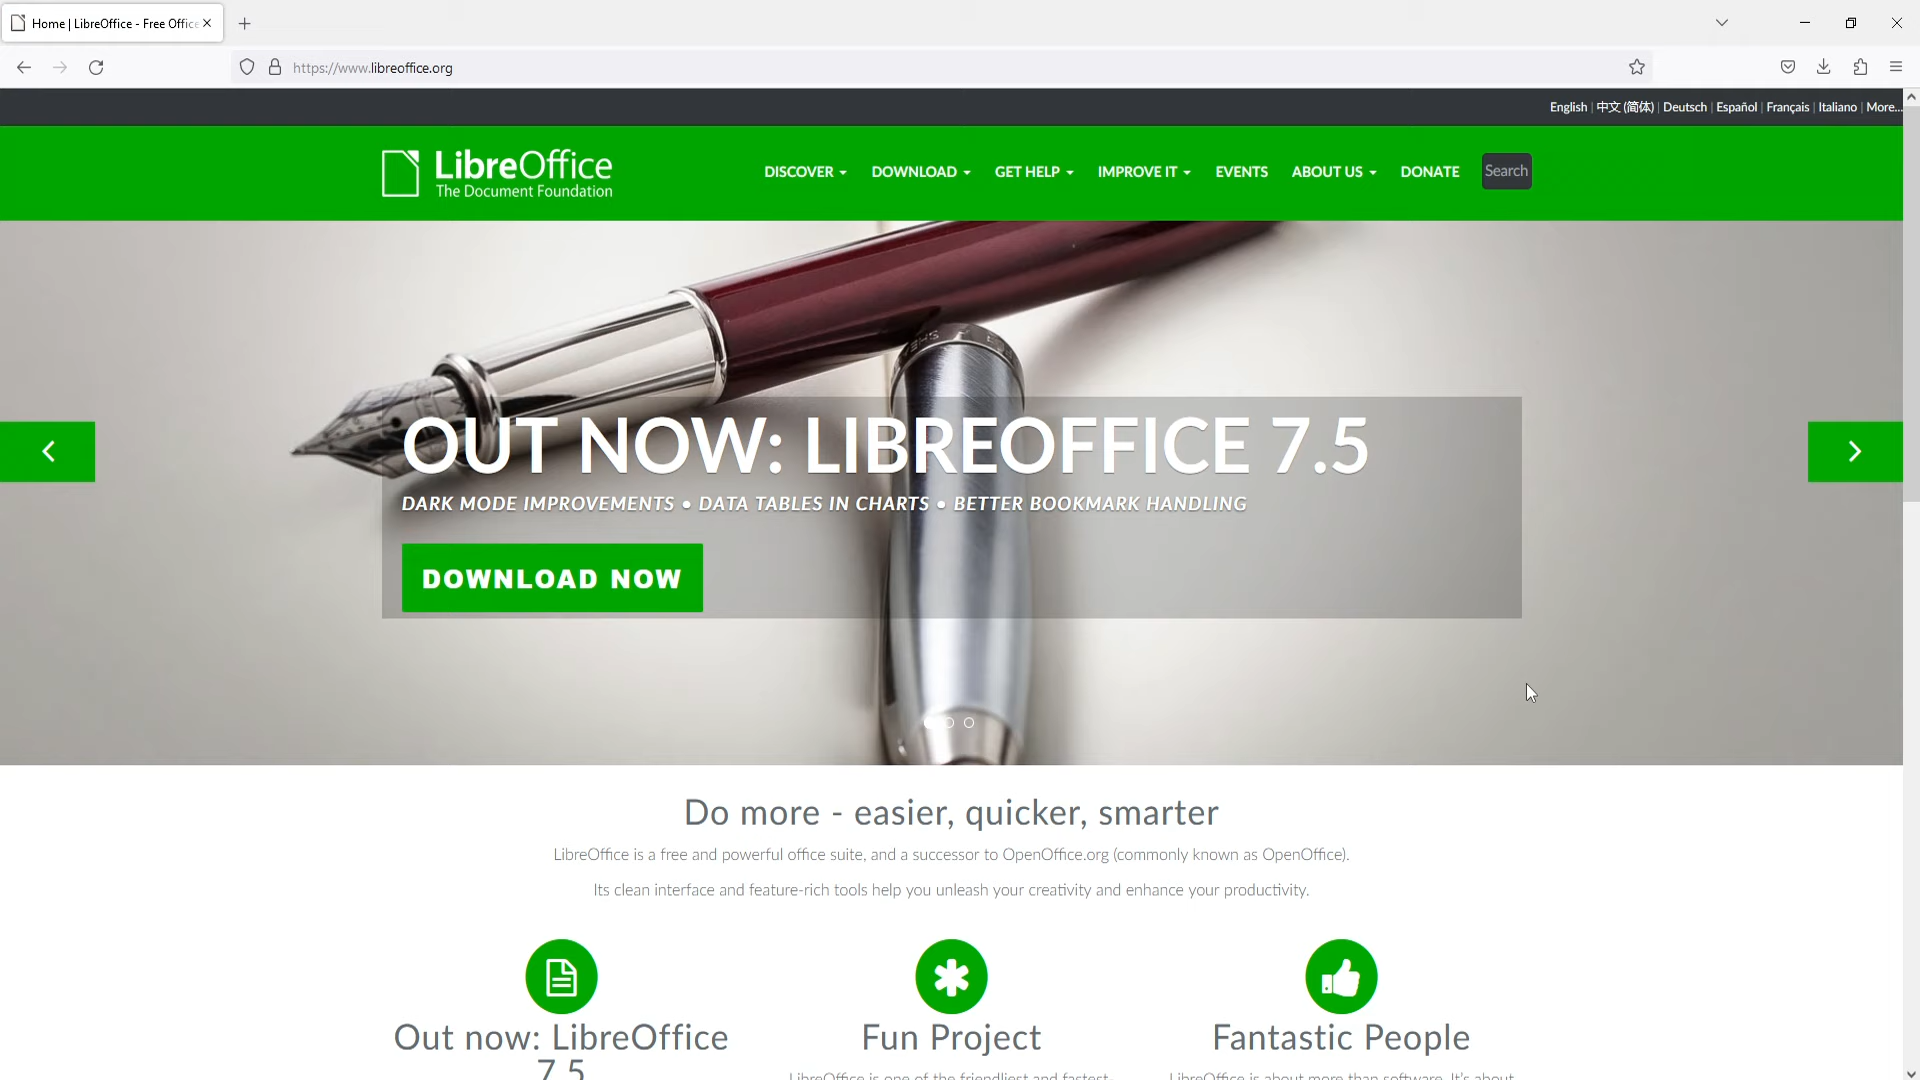 Home | LibreOffice - Free Office
https://www.libreoffice.org
English | 中文 (简体) | Deutsch | Español | Français | Italiano | More...
LibreOffice
The Document Foundation
DISCOVER DOWNLOAD GET HELP IMPROVE IT EVENTS ABOUT US DONATE Search
OUT NOW: LIBREOFFICE 7.5
DARK MODE IMPROVEMENTS • DATA TABLES IN CHARTS • BETTER BOOKMARK HANDLING
DOWNLOAD NOW
Do more - easier, quicker, smarter
LibreOffice is a free and powerful office suite, and a successor to OpenOffice.org (commonly known as OpenOffice).
Its clean interface and feature-rich tools help you unleash your creativity and enhance your productivity.
Out now: LibreOffice
7.5
Fun Project
LibreOffice is one of the friendliest and fastest-
Fantastic People
LibreOffice is about more than software. It's about